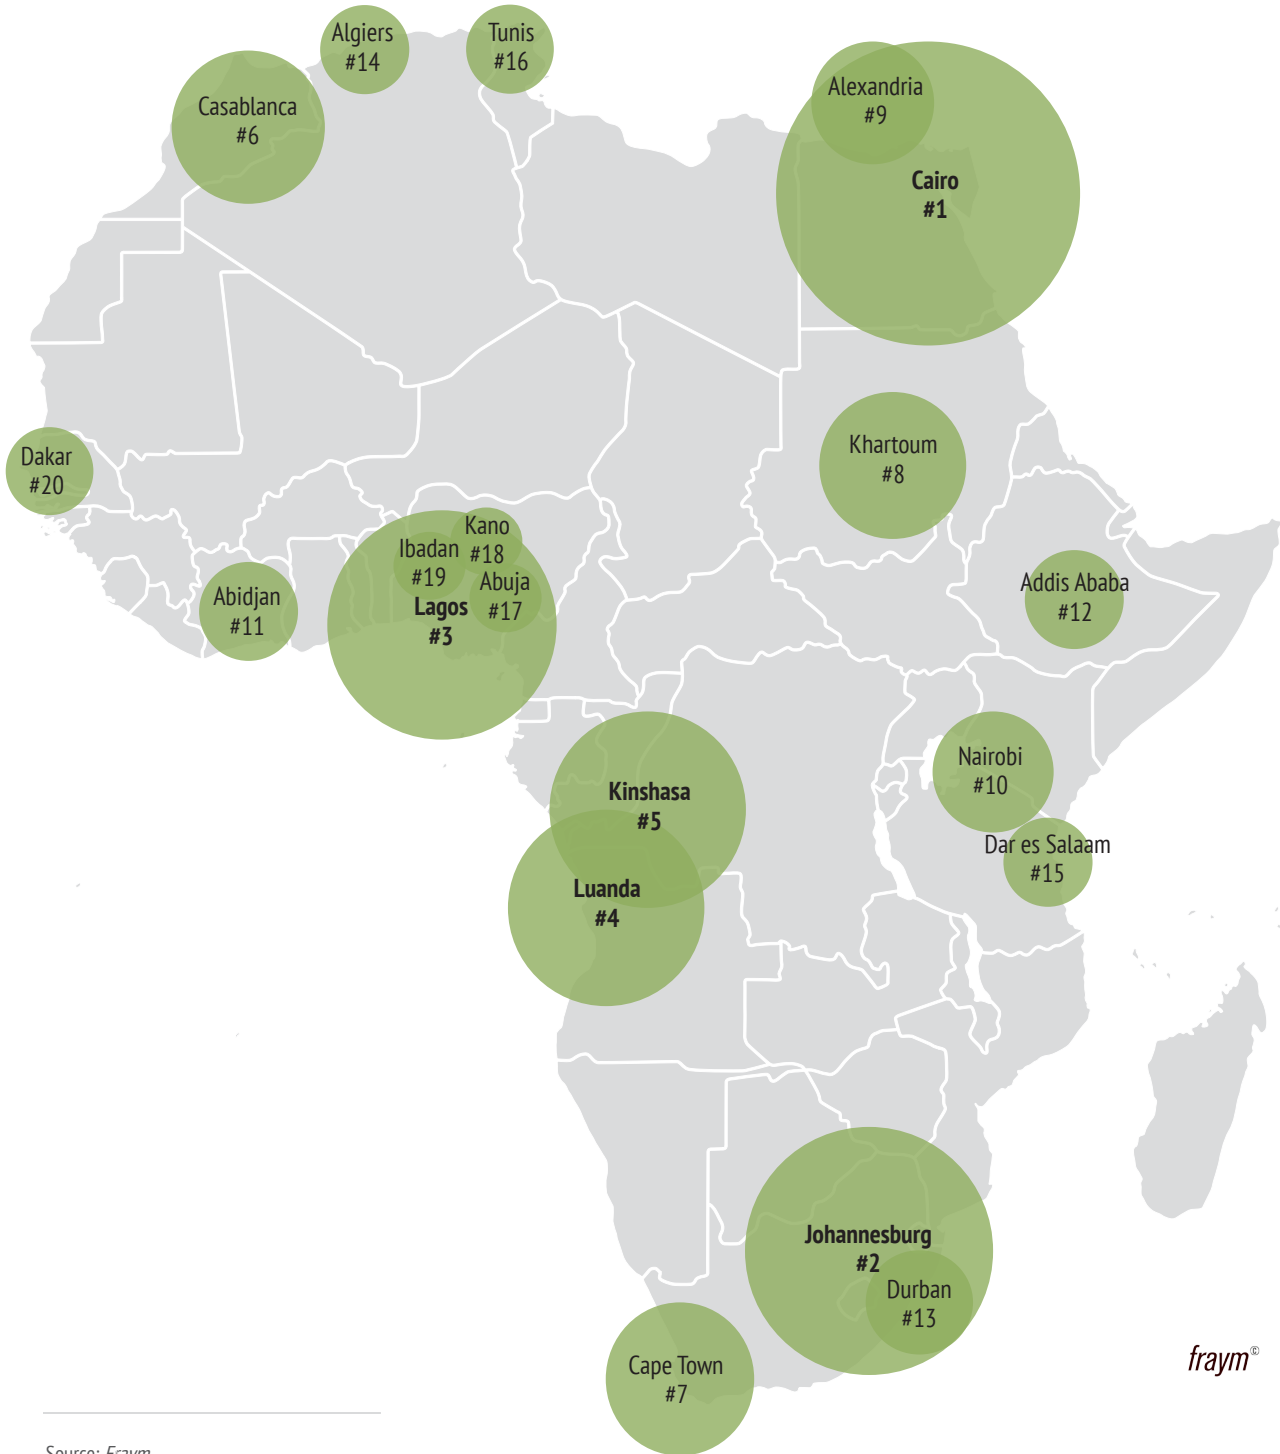 Algiers
#14
Tunis
#16
Casablanca
#6
Alexandria
#9
Cairo
#1
Dakar
#20
Khartoum
#8
Kano
#18
Ibadan
#19
Abuja
#17
Lagos
#3
Abidjan
#11
Addis Ababa
#12
Nairobi
#10
Kinshasa
#5
Dar es Salaam
#15
Luanda
#4
Johannesburg
#2
Durban
#13
Cape Town
#7
fraym©
Source: Fraym